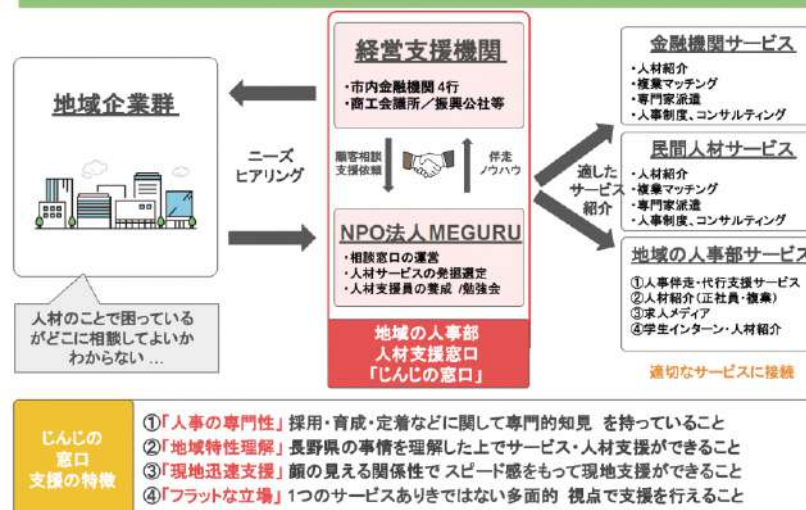 地域企業群
人材のことで困っている
がどこに相談してよいか
わからない…
ニーズ
ヒアリング
経営支援機関
・市内金融機関 4行
・商工会議所／振興公社等
顧客相談
支援依頼
伴走
ノウハウ
NPO法人MEGURU
・相談窓口の運営
・人材サービスの発掘選定
・人材支援員の養成 /勉強会
地域の人事部
人材支援窓口
「じんじの窓口」
適した
サービス
紹介
金融機関サービス
・人材紹介
・複業マッチング
・専門家派遣
・人事制度、コンサルティング
民間人材サービス
・人材紹介
・複業マッチング
・専門家派遣
・人事制度、コンサルティング
地域の人事部サービス
①人事伴走・代行支援サービス
②人材紹介(正社員・複業)
③求人メディア
④学生インターン・人材紹介
適切なサービスに接続
じんじの
窓口
支援の特徴
①「人事の専門性」 採用・育成・定着などに関して専門的知見 を持っていること
②「地域特性理解」 長野県の事情を理解した上でサービス・人材支援ができること
③「現地迅速支援」 顔の見える関係性で スピード感をもって現地支援ができること
④「フラットな立場」 1つのサービスありきではない多面的 視点で支援を行えること